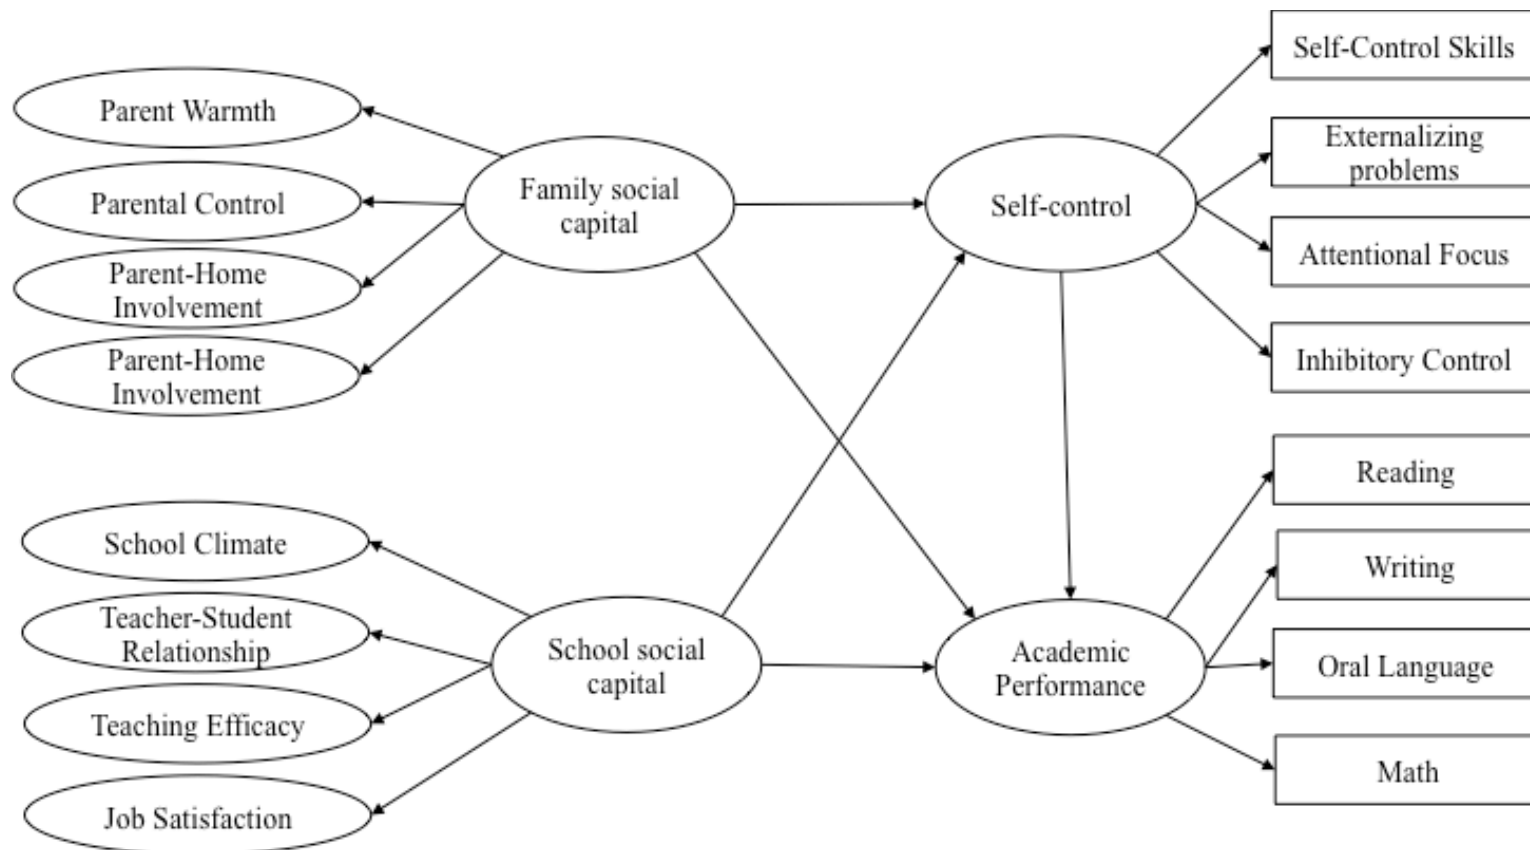 Parent Warmth
Parental Control
Parent-Home
Involvement
Parent-Home
Involvement
Family social
capital
Self-control
Self-Control Skills
Externalizing
problems
Attentional Focus
Inhibitory Control
School Climate
Teacher-Student
Relationship
Teaching Efficacy
Job Satisfaction
School social
capital
Academic
Performance
Reading
Writing
Oral Language
Math